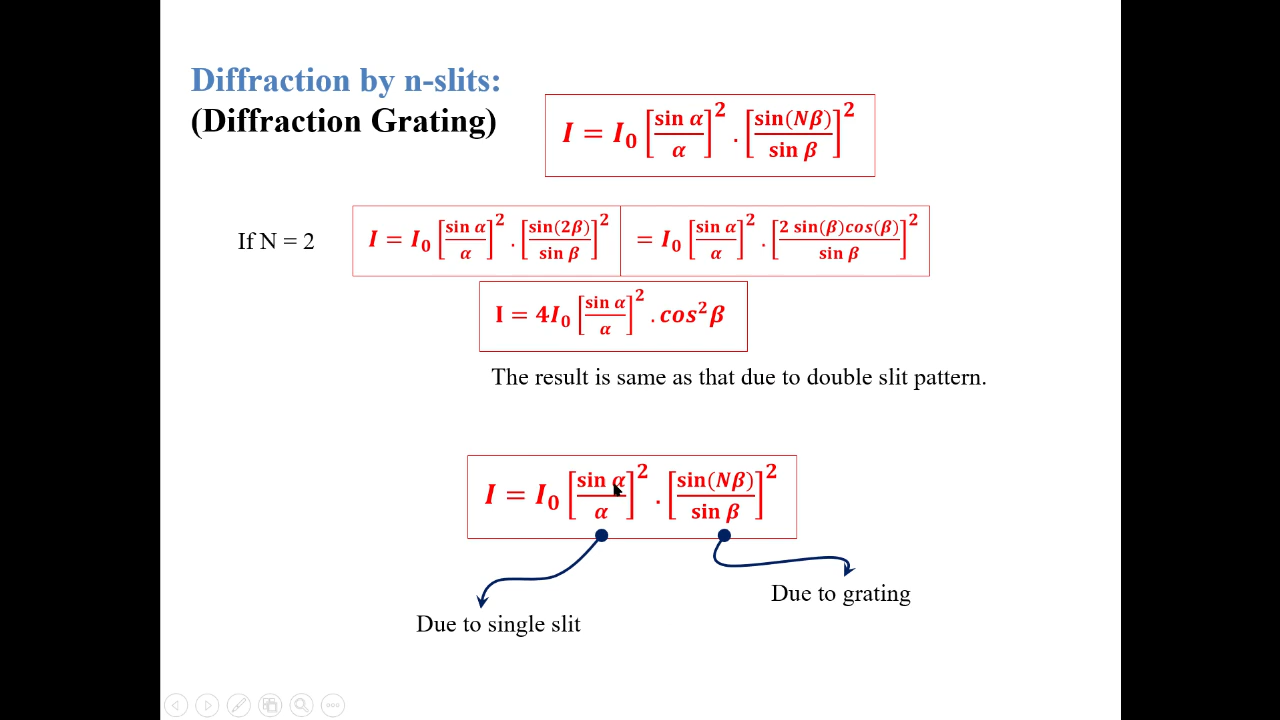 Diffraction by n-slits:
(Diffraction Grating)
I = I₀ [sin α / α]² . [sin(Nβ) / sin β]²
If N = 2
I = I₀ [sin α / α]² . [sin(2β) / sin β]² = I₀ [sin α / α]² . [2 sin(β)cos(β) / sin β]²
I = 4I₀ [sin α / α]² . cos²β
The result is same as that due to double slit pattern.
I = I₀ [sin α / α]² . [sin(Nβ) / sin β]²
Due to grating
Due to single slit